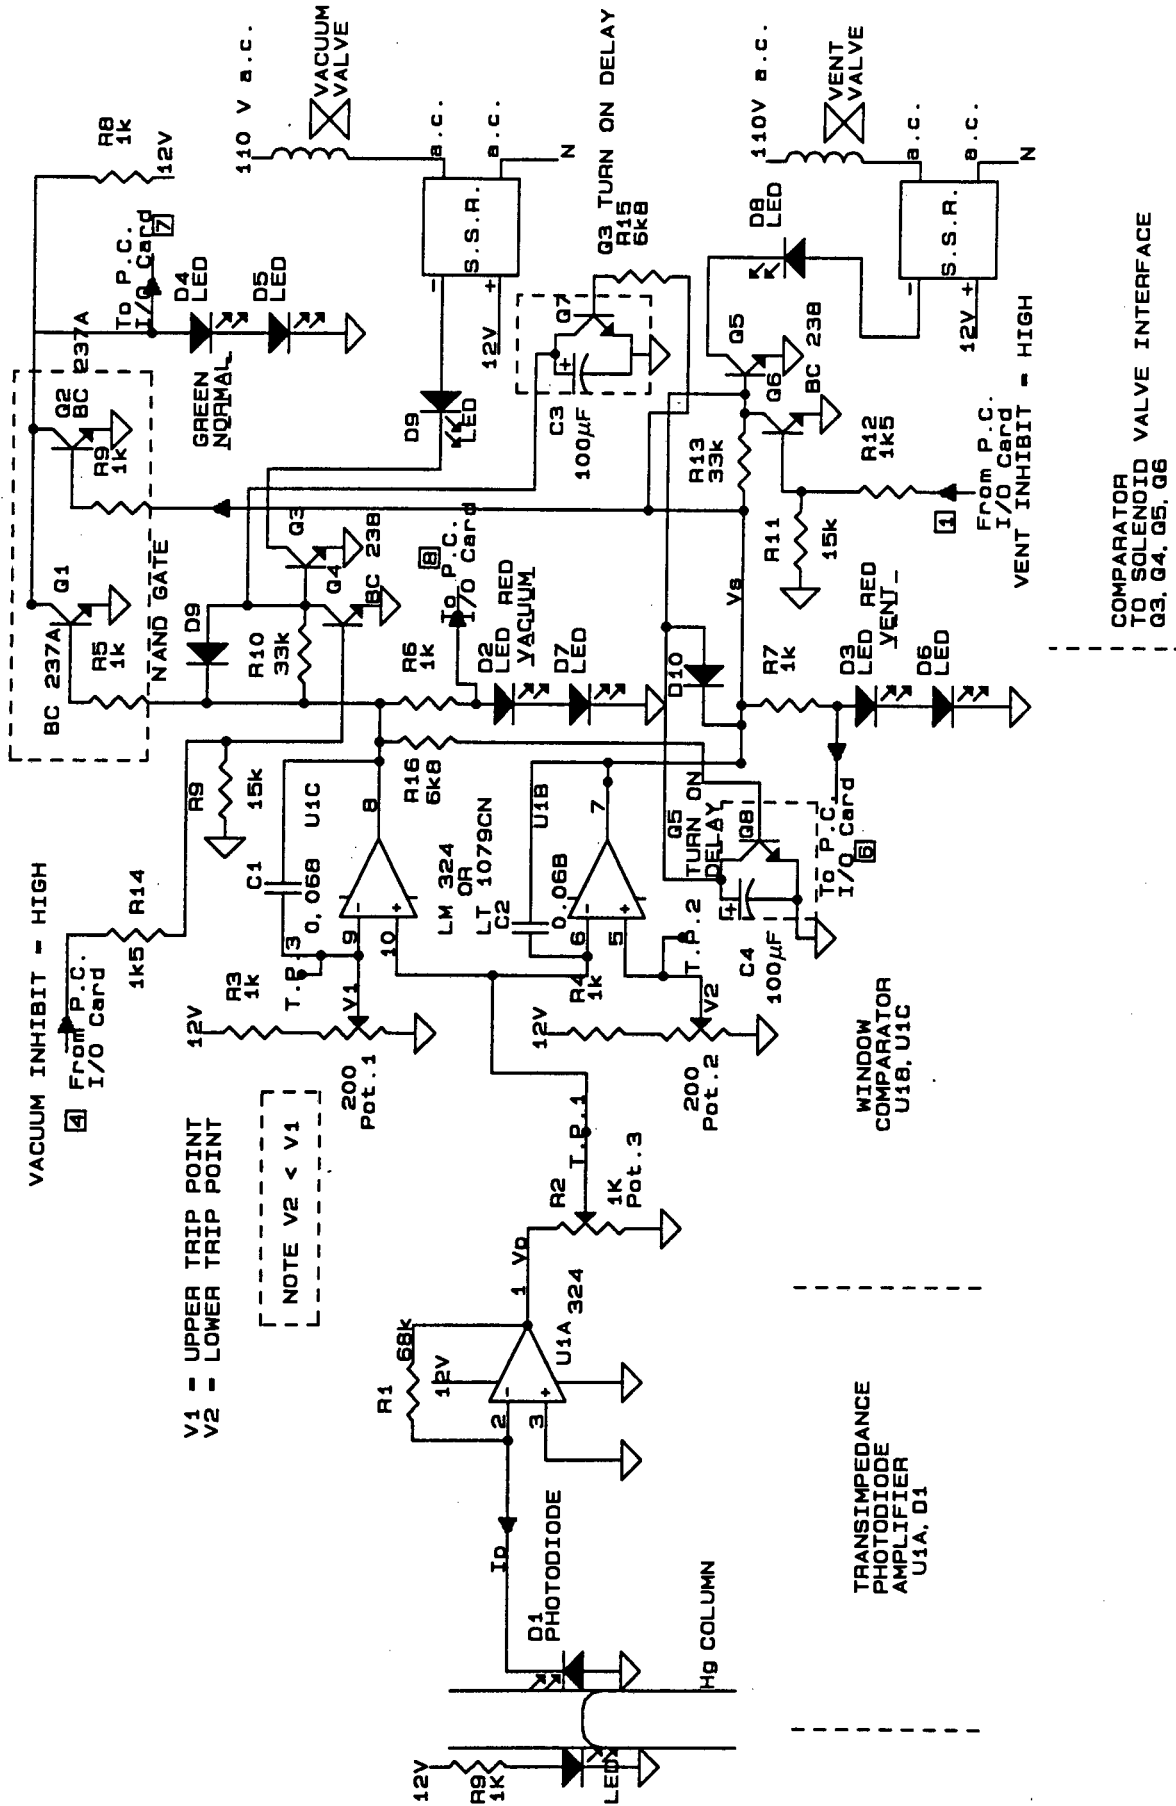 VACUUM INHIBIT = HIGH
4
From P.C.
I/O Card
1k5 R14
V1 = UPPER TRIP POINT
V2 = LOWER TRIP POINT
NOTE V2 < V1
12V
R9
1K
LED
D1
PHOTODIODE
Hg COLUMN
Ip
R1
68k
12V
2
3
-
+
U1A
324
1
Vo
R2
1K
Pot.3
T.P.1
12V
R3
1k
T.P.3
V1
200
Pot.1
12V
R4
1k
T.P.2
V2
200
Pot.2
R9
15k
C1
0,068
U1C
9
10
-
+
8
LM 324
OR
LT 1079CN
C2
0,068
U1B
6
5
-
+
7
BC 237A
Q1
R5
1k
NAND GATE
Q2
BC 237A
R9
1k
R8
1k
12V
To P.C.
I/O Card
7
D4
LED
D5
LED
GREEN
NORMAL
D9
R10
33k
Q3
Q4
BC 238
R6
1k
R16
6k8
8
To P.C.
I/O Card
D2
LED RED
VACUUM
D7
LED
D9
LED
110 V a.c.
VACUUM
VALVE
a.c.
a.c.
N
S.S.R.
-
+
12V
Q3 TURN ON DELAY
R15
6k8
Q7
+
C3
100µF
Q5
TURN ON
DELAY
Q8
+
C4
100µF
D10
Vs
R7
1k
D3
LED RED
VENT
D6
LED
To P.C.
I/O Card
6
R13
33k
Q5
Q6
BC 238
R11
15k
R12
1k5
1
From P.C.
I/O Card
VENT INHIBIT = HIGH
D8
LED
110V a.c.
VENT
VALVE
a.c.
a.c.
N
S.S.R.
-
+
12V
TRANSIMPEDANCE
PHOTODIODE
AMPLIFIER
U1A, D1
WINDOW
COMPARATOR
U1B, U1C
COMPARATOR
TO SOLENOID VALVE INTERFACE
Q3, Q4, Q5, Q6